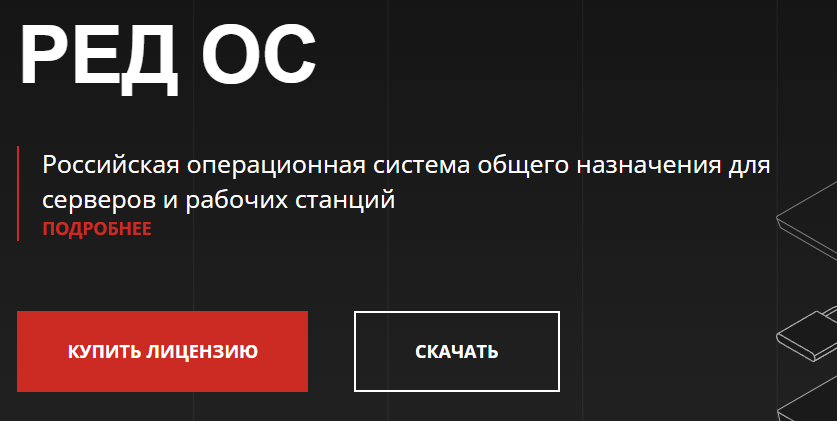 РЕД ОС
Российская операционная система общего назначения для
серверов и рабочих станций
ПОДРОБНЕЕ
КУПИТЬ ЛИЦЕНЗИЮ
СКАЧАТЬ